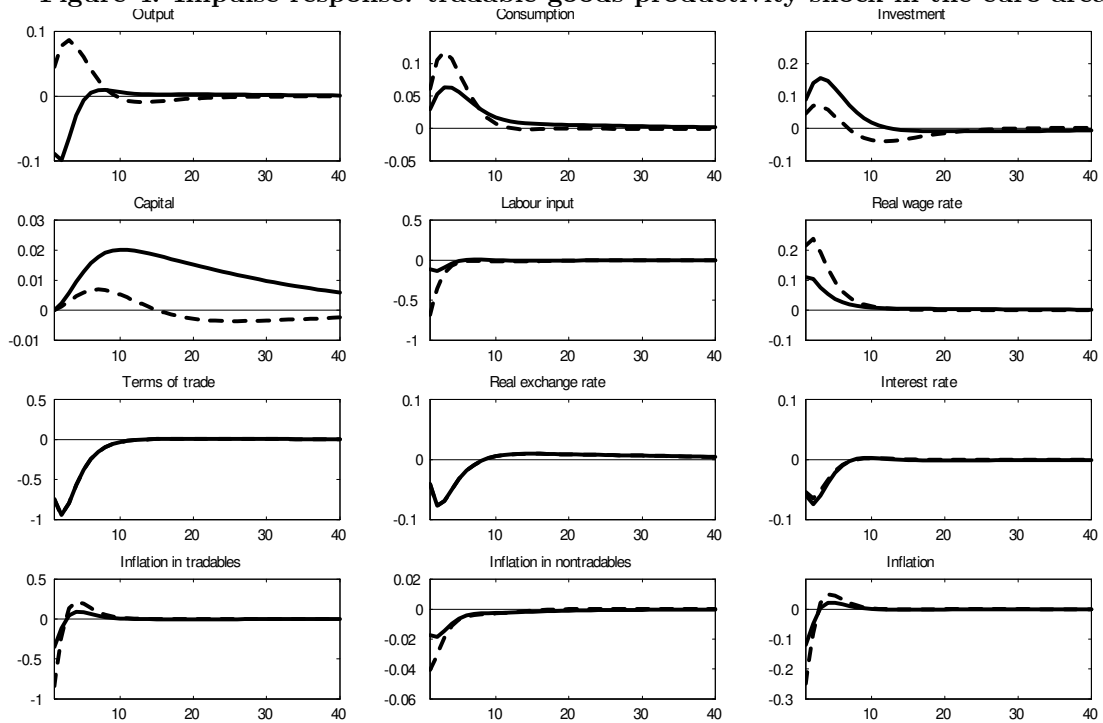 Figure 4: Impulse response: tradable goods productivity shock in the euro area
Output
Consumption
Investment
0.1
0
-0.1
10 20 30 40
0.1
0.05
0
-0.05
10 20 30 40
0.2
0.1
0
-0.1
10 20 30 40
Capital
Labour input
Real wage rate
0.03
0.02
0.01
0
-0.01
10 20 30 40
0.5
0
-0.5
-1
10 20 30 40
0.2
0.1
0
-0.1
10 20 30 40
Terms of trade
Real exchange rate
Interest rate
0.5
0
-0.5
-1
10 20 30 40
0.1
0
-0.1
10 20 30 40
0.1
0
-0.1
10 20 30 40
Inflation in tradables
Inflation in nontradables
Inflation
0.5
0
-0.5
-1
10 20 30 40
0.02
0
-0.02
-0.04
-0.06
10 20 30 40
0.1
0
-0.1
-0.2
-0.3
10 20 30 40